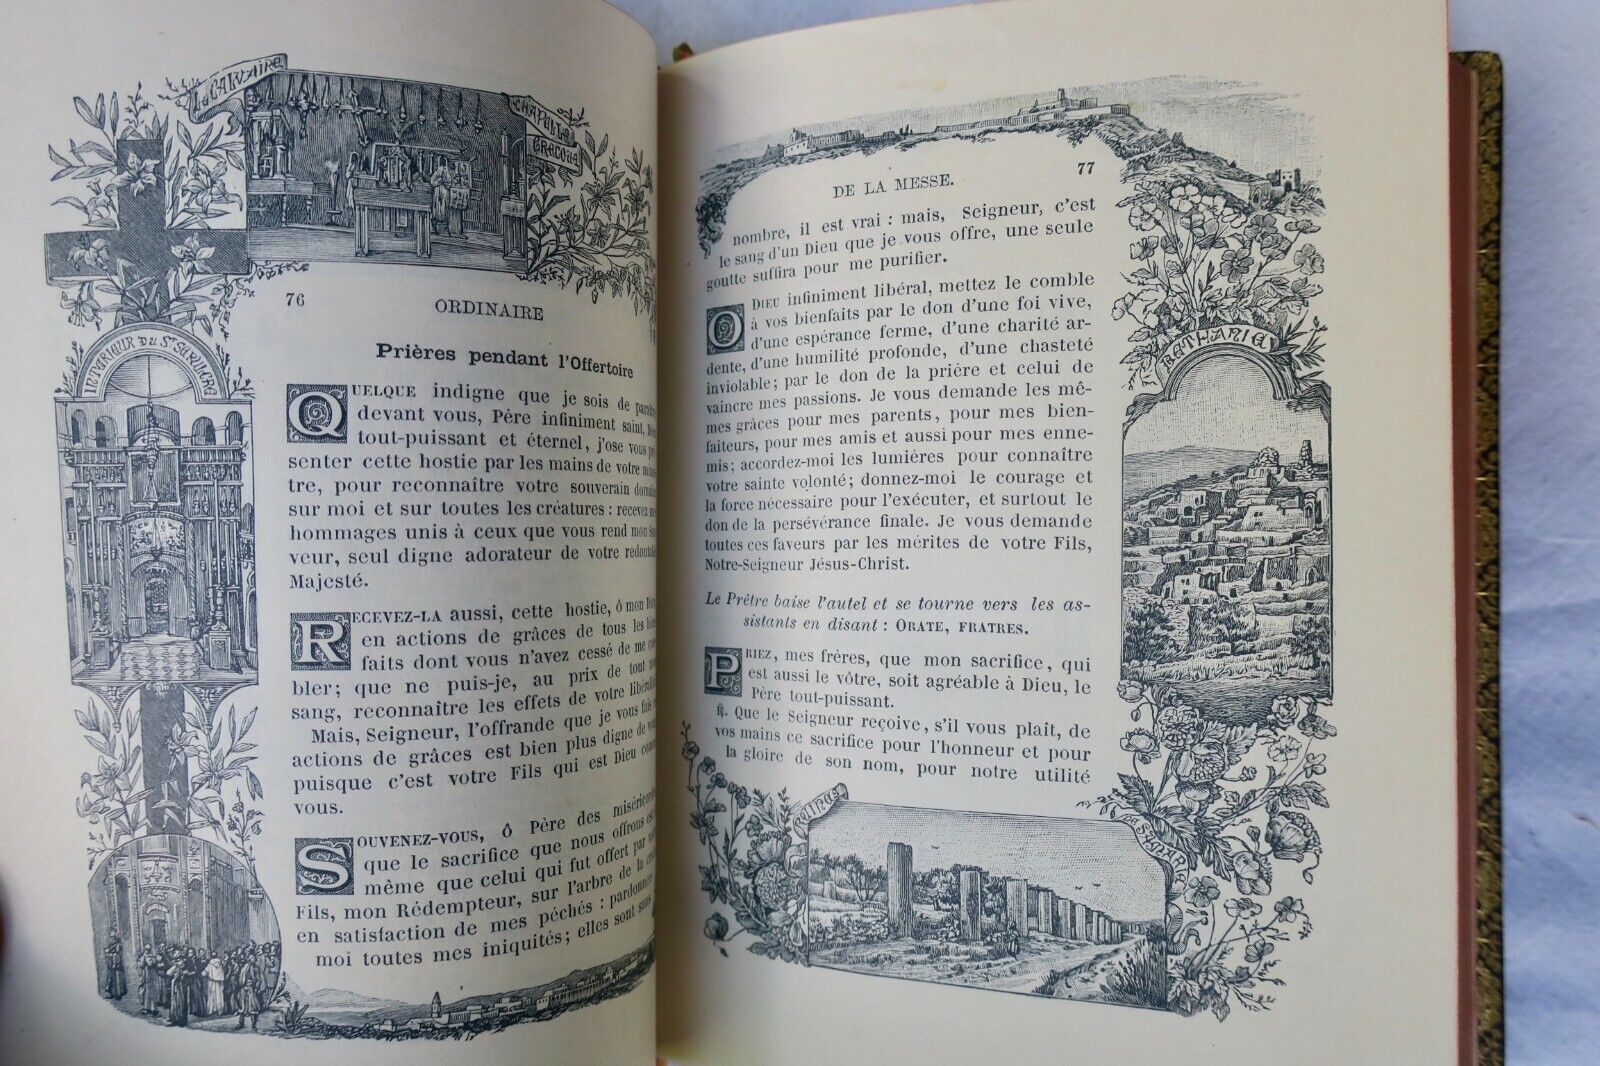 LE CALVAIRE
CHAPELLE GRECQUE
76
ORDINAIRE
INTÉRIEUR DU St SÉPULCRE
Prières pendant l'Offertoire
QUELQUE indigne que je sois de
devant vous, Père infiniment saint,
tout-puissant et éternel, j'ose vous
senter cette hostie par les mains de votre
tre, pour reconnaître votre souverain
sur moi et sur toutes les créatures : recevez
hommages unis à ceux que vous rend mon
veur, seul digne adorateur de votre redoutable
Majesté.
RECEVEZ-LA aussi, cette hostie, ô mon
en actions de grâces de tous les
faits dont vous n'avez cessé de me
bler; que ne puis-je, au prix de tout
sang, reconnaître les effets de votre
Mais, Seigneur, l'offrande que je vous fais
actions de grâces est bien plus digne de
puisque c'est votre Fils qui est Dieu
vous.
SOUVENEZ-VOUS, ô Père des
que le sacrifice que nous offrons
même que celui qui fut offert par
Fils, mon Rédempteur, sur l'arbre de la
en satisfaction de mes péchés :
moi toutes mes iniquités; elles sont
77
DE LA MESSE.
nombre, il est vrai : mais, Seigneur, c'est
le sang d'un Dieu que je vous offre, une seule
goutte suffira pour me purifier.
O DIEU infiniment libéral, mettez le comble
à vos bienfaits par le don d'une foi vive,
d'une espérance ferme, d'une charité ar-
dente, d'une humilité profonde, d'une chasteté
inviolable; par le don de la prière et celui de
vaincre mes passions. Je vous demande les mê-
mes grâces pour mes parents, pour mes bien-
faiteurs, pour mes amis et aussi pour mes enne-
mis; accordez-moi les lumières pour connaître
votre sainte volonté; donnez-moi le courage et
la force nécessaire pour l'exécuter, et surtout le
don de la persévérance finale. Je vous demande
toutes ces faveurs par les mérites de votre Fils,
Notre-Seigneur Jésus-Christ.
Le Prêtre baise l'autel et se tourne vers les as-
sistants en disant : ORATE, FRATRES.
PRIEZ, mes frères, que mon sacrifice, qui
est aussi le vôtre, soit agréable à Dieu, le
Père tout-puissant.
℟. Que le Seigneur reçoive, s'il vous plaît, de
vos mains ce sacrifice pour l'honneur et pour
la gloire de son nom, pour notre utilité
BETHANIE
RUINES
DE SAMARIE